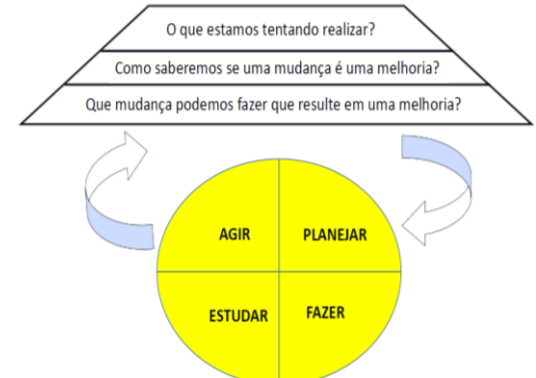 O que estamos tentando realizar?
Como saberemos se uma mudança é uma melhoria?
Que mudança podemos fazer que resulte em uma melhoria?
AGIR
PLANEJAR
ESTUDAR
FAZER